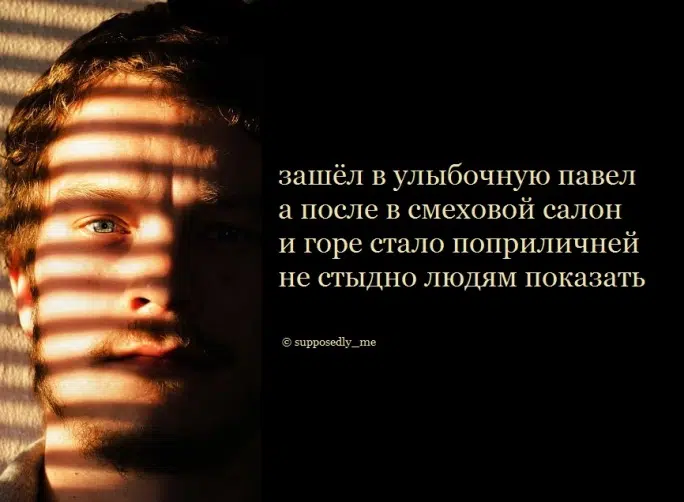 зашёл в улыбочную павел
а после в смеховой салон
и горе стало поприличней
не стыдно людям показать
© supposedly_me